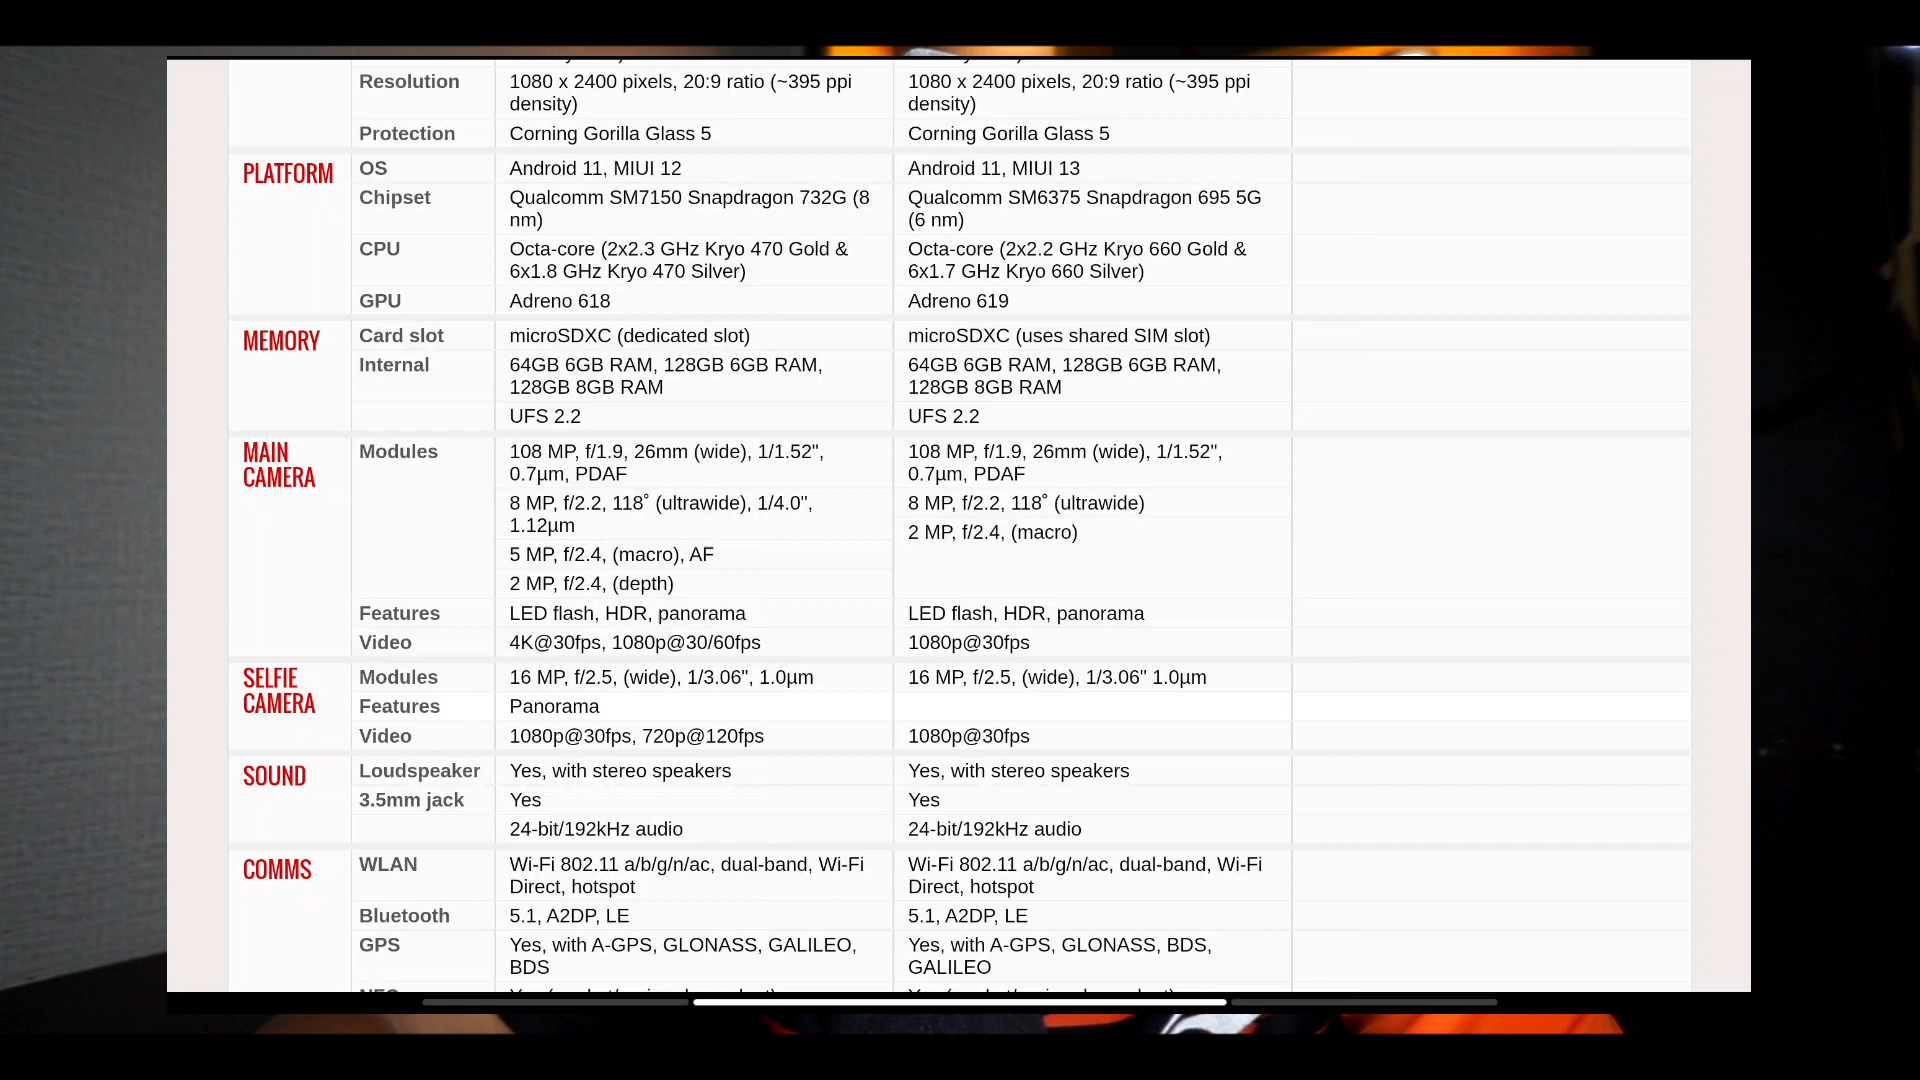 Resolution 1080 x 2400 pixels, 20:9 ratio (~395 ppi 1080 x 2400 pixels, 20:9 ratio (~395 ppi
density) density)
Protection Corning Gorilla Glass 5 Corning Gorilla Glass 5
PLATFORM OS Android 11, MIUI 12 Android 11, MIUI 13
Chipset Qualcomm SM7150 Snapdragon 732G (8 Qualcomm SM6375 Snapdragon 695 5G
nm) (6 nm)
CPU Octa-core (2x2.3 GHz Kryo 470 Gold & Octa-core (2x2.2 GHz Kryo 660 Gold &
6x1.8 GHz Kryo 470 Silver) 6x1.7 GHz Kryo 660 Silver)
GPU Adreno 618 Adreno 619
MEMORY Card slot microSDXC (dedicated slot) microSDXC (uses shared SIM slot)
Internal 64GB 6GB RAM, 128GB 6GB RAM, 64GB 6GB RAM, 128GB 6GB RAM,
128GB 8GB RAM 128GB 8GB RAM
UFS 2.2 UFS 2.2
MAIN Modules 108 MP, f/1.9, 26mm (wide), 1/1.52", 108 MP, f/1.9, 26mm (wide), 1/1.52",
CAMERA 0.7µm, PDAF 0.7µm, PDAF
8 MP, f/2.2, 118˚ (ultrawide), 1/4.0", 8 MP, f/2.2, 118˚ (ultrawide)
1.12µm 2 MP, f/2.4, (macro)
5 MP, f/2.4, (macro), AF
2 MP, f/2.4, (depth)
Features LED flash, HDR, panorama LED flash, HDR, panorama
Video 4K@30fps, 1080p@30/60fps 1080p@30fps
SELFIE Modules 16 MP, f/2.5, (wide), 1/3.06", 1.0µm 16 MP, f/2.5, (wide), 1/3.06" 1.0µm
CAMERA Features Panorama
Video 1080p@30fps, 720p@120fps 1080p@30fps
SOUND Loudspeaker Yes, with stereo speakers Yes, with stereo speakers
3.5mm jack Yes Yes
24-bit/192kHz audio 24-bit/192kHz audio
COMMS WLAN Wi-Fi 802.11 a/b/g/n/ac, dual-band, Wi-Fi Wi-Fi 802.11 a/b/g/n/ac, dual-band, Wi-Fi
Direct, hotspot Direct, hotspot
Bluetooth 5.1, A2DP, LE 5.1, A2DP, LE
GPS Yes, with A-GPS, GLONASS, GALILEO, Yes, with A-GPS, GLONASS, BDS,
BDS GALILEO